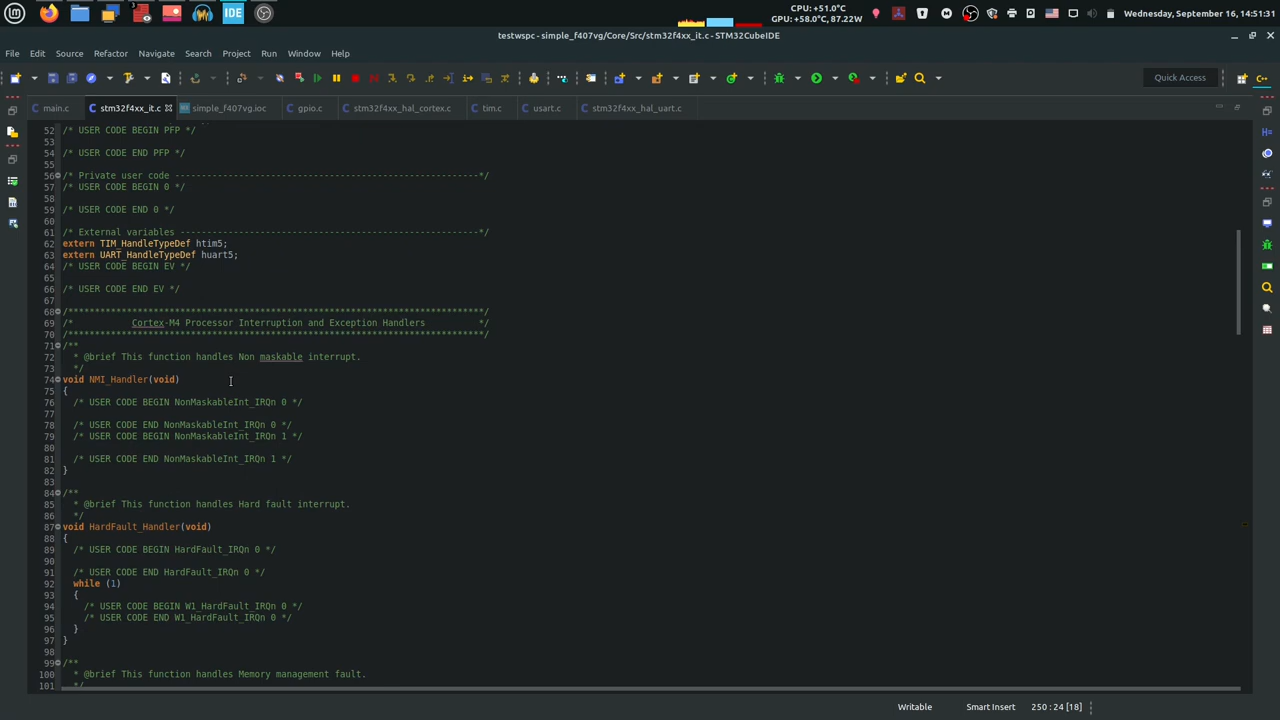 IDE
CPU: +51.0°C
GPU: +58.0°C, 87.22W
Wednesday, September 16, 14:51:31
testwspc - simple_f407vg/Core/Src/stm32f4xx_it.c - STM32CubeIDE
File Edit Source Refactor Navigate Search Project Run Window Help
Quick Access
main.c stm32f4xx_it.c simple_f407vg.ioc gpio.c stm32f4xx_hal_cortex.c tim.c usart.c stm32f4xx_hal_uart.c
52 /* USER CODE BEGIN PFP */
53
54 /* USER CODE END PFP */
55
56 /* Private user code ---------------------------------------------------------*/
57 /* USER CODE BEGIN 0 */
58
59 /* USER CODE END 0 */
60
61 /* External variables --------------------------------------------------------*/
62 extern TIM_HandleTypeDef htim5;
63 extern UART_HandleTypeDef huart5;
64 /* USER CODE BEGIN EV */
65
66 /* USER CODE END EV */
67
68 /******************************************************************************/
69 /*           Cortex-M4 Processor Interruption and Exception Handlers          */
70 /******************************************************************************/
71 /**
72   * @brief This function handles Non maskable interrupt.
73   */
74 void NMI_Handler(void)
75 {
76   /* USER CODE BEGIN NonMaskableInt_IRQn 0 */
77
78   /* USER CODE END NonMaskableInt_IRQn 0 */
79   /* USER CODE BEGIN NonMaskableInt_IRQn 1 */
80
81   /* USER CODE END NonMaskableInt_IRQn 1 */
82 }
83
84 /**
85   * @brief This function handles Hard fault interrupt.
86   */
87 void HardFault_Handler(void)
88 {
89   /* USER CODE BEGIN HardFault_IRQn 0 */
90
91   /* USER CODE END HardFault_IRQn 0 */
92   while (1)
93   {
94     /* USER CODE BEGIN W1_HardFault_IRQn 0 */
95     /* USER CODE END W1_HardFault_IRQn 0 */
96   }
97 }
98
99 /**
100   * @brief This function handles Memory management fault.
101   */
Writable Smart Insert 250 : 24 [18]